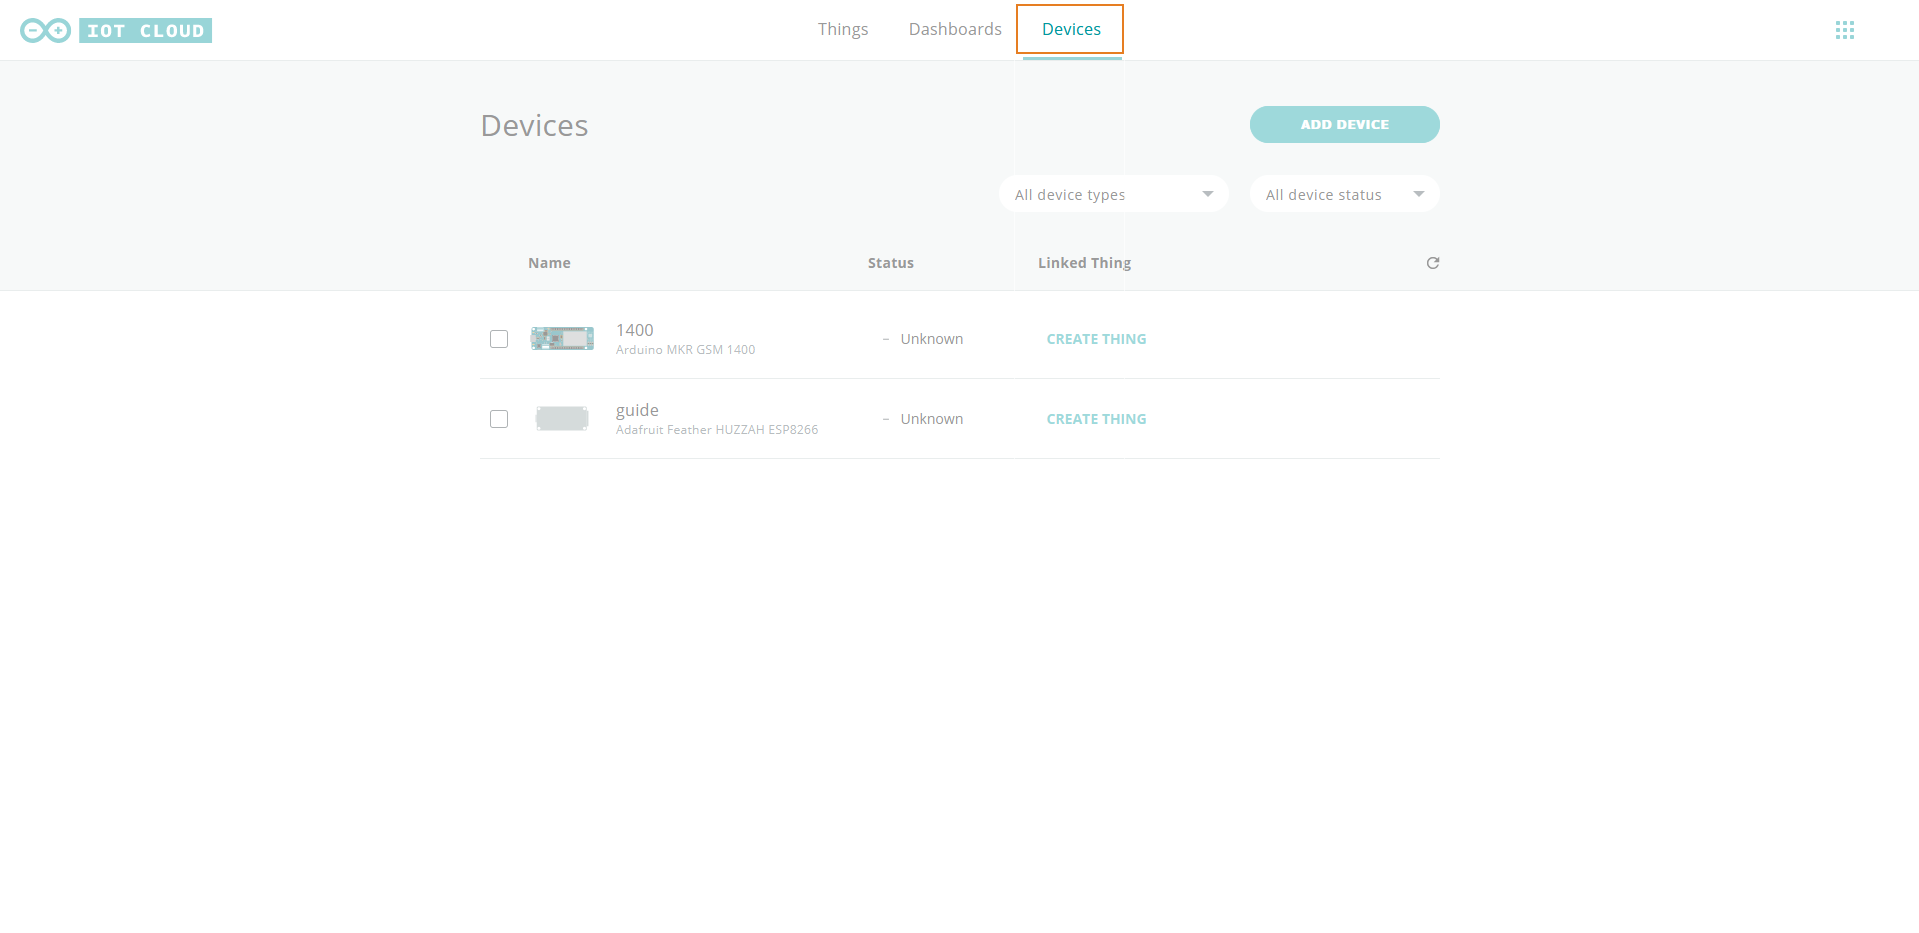 IOT CLOUD
Things Dashboards Devices
Devices
ADD DEVICE
All device types All device status
Name Status Linked Thing
1400
Arduino MKR GSM 1400
– Unknown
CREATE THING
guide
Adafruit Feather HUZZAH ESP8266
– Unknown
CREATE THING